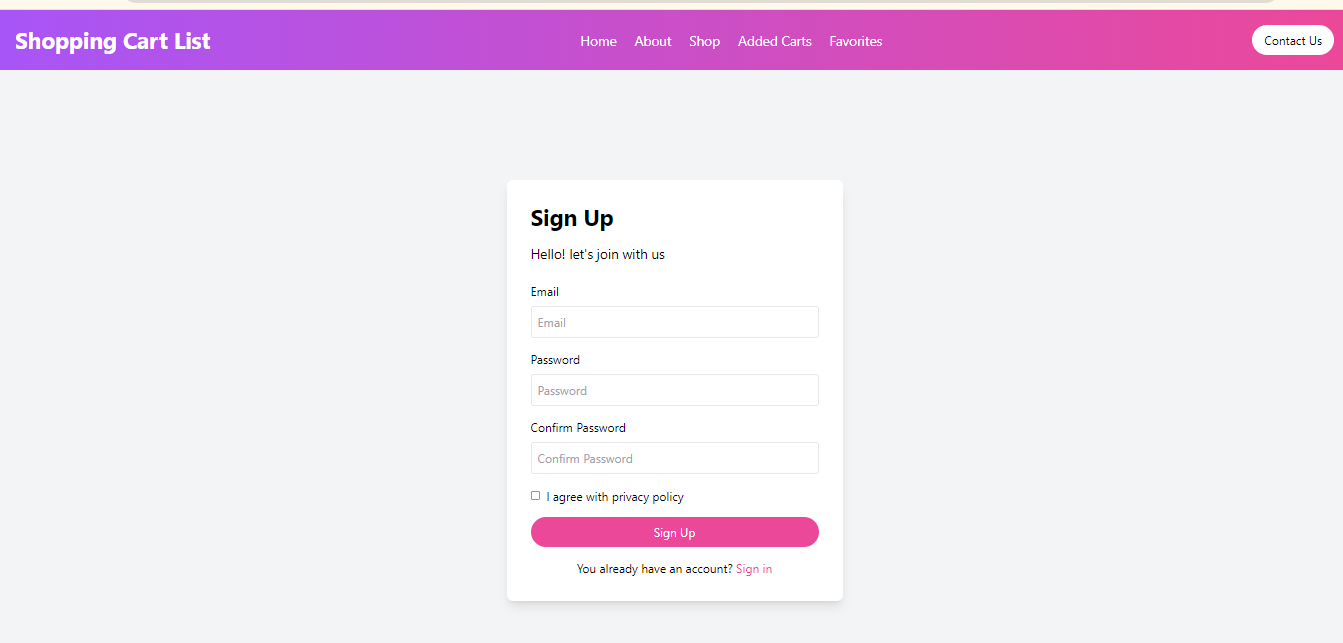 Shopping Cart List
Home About Shop Added Carts Favorites
Contact Us
Sign Up
Hello! let's join with us
Email
Email
Password
Password
Confirm Password
Confirm Password
I agree with privacy policy
Sign Up
You already have an account? Sign in